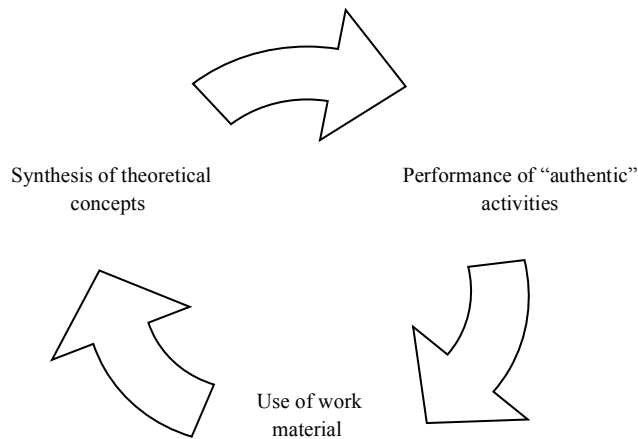 Synthesis of theoretical
concepts
Performance of “authentic”
activities
Use of work
material